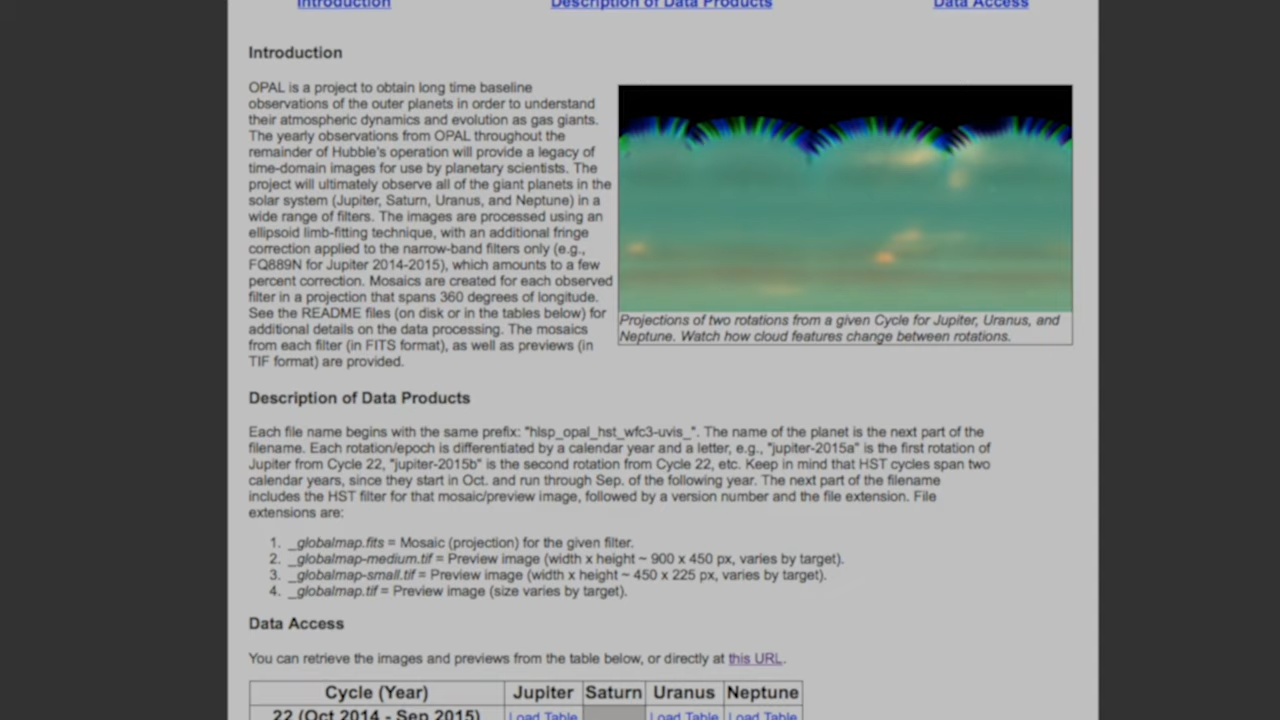 Introduction Description of Data Products Data Access
Introduction
OPAL is a project to obtain long time baseline
observations of the outer planets in order to understand
their atmospheric dynamics and evolution as gas giants.
The yearly observations from OPAL throughout the
remainder of Hubble's operation will provide a legacy of
time-domain images for use by planetary scientists. The
project will ultimately observe all of the giant planets in the
solar system (Jupiter, Saturn, Uranus, and Neptune) in a
wide range of filters. The images are processed using an
ellipsoid limb-fitting technique, with an additional fringe
correction applied to the narrow-band filters only (e.g.,
FQ889N for Jupiter 2014-2015), which amounts to a few
percent correction. Mosaics are created for each observed
filter in a projection that spans 360 degrees of longitude.
See the README files (on disk or in the tables below) for
additional details on the data processing. The mosaics
from each filter (in FITS format), as well as previews (in
TIF format) are provided.
Projections of two rotations from a given Cycle for Jupiter, Uranus, and
Neptune. Watch how cloud features change between rotations.
Description of Data Products
Each file name begins with the same prefix: "hlsp_opal_hst_wfc3-uvis_". The name of the planet is the next part of the
filename. Each rotation/epoch is differentiated by a calendar year and a letter, e.g., "jupiter-2015a" is the first rotation of
Jupiter from Cycle 22, "jupiter-2015b" is the second rotation from Cycle 22, etc. Keep in mind that HST cycles span two
calendar years, since they start in Oct. and run through Sep. of the following year. The next part of the filename
includes the HST filter for that mosaic/preview image, followed by a version number and the file extension. File
extensions are:
1. _globalmap.fits = Mosaic (projection) for the given filter.
2. _globalmap-medium.tif = Preview image (width x height ~ 900 x 450 px, varies by target).
3. _globalmap-small.tif = Preview image (width x height ~ 450 x 225 px, varies by target).
4. _globalmap.tif = Preview image (size varies by target).
Data Access
You can retrieve the images and previews from the table below, or directly at this URL.
Cycle (Year) Jupiter Saturn Uranus Neptune
22 (Oct 2014 - Sep 2015) Load Table Load Table Load Table